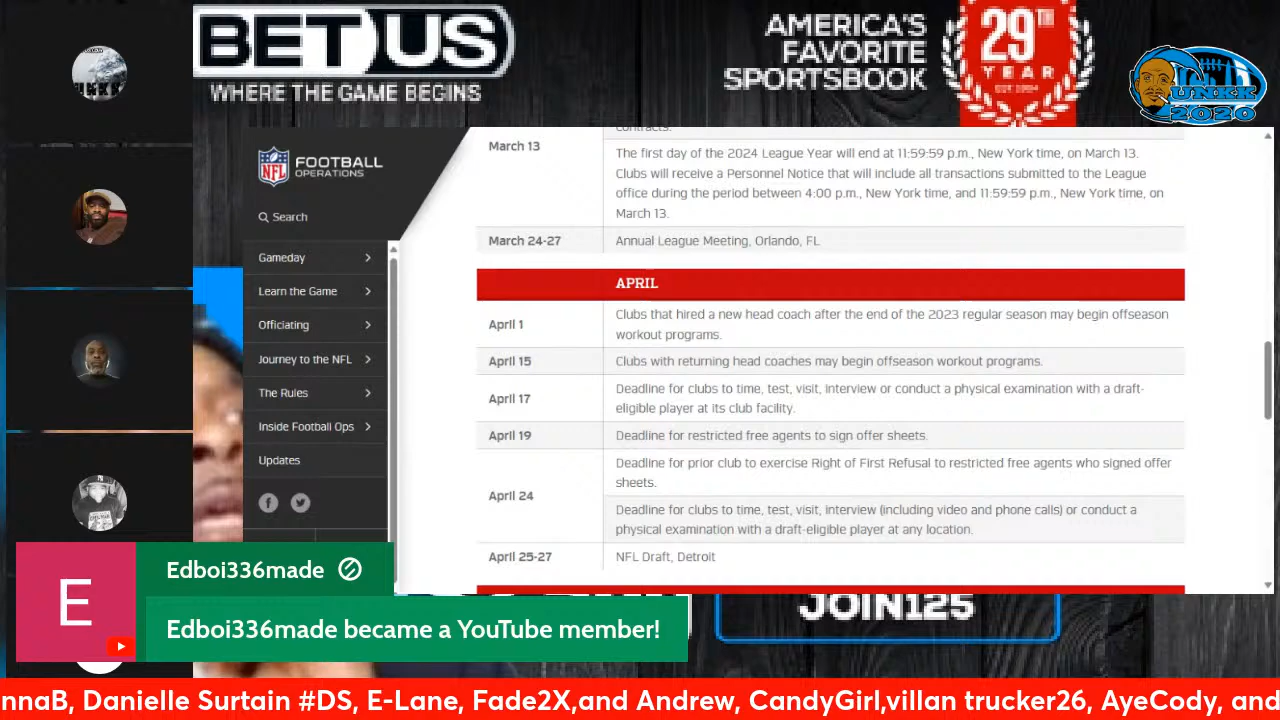 BETUS
WHERE THE GAME BEGINS
AMERICA'S
FAVORITE
SPORTSBOOK
29TH
YEAR
UNKK
2020
NFL
FOOTBALL
OPERATIONS
Search
Gameday
Learn the Game
Officiating
Journey to the NFL
The Rules
Inside Football Ops
Updates
contracts.
March 13
The first day of the 2024 League Year will end at 11:59:59 p.m., New York time, on March 13.
Clubs will receive a Personnel Notice that will include all transactions submitted to the League
office during the period between 4:00 p.m., New York time, and 11:59:59 p.m., New York time, on
March 13.
March 24-27
Annual League Meeting, Orlando, FL
APRIL
April 1
Clubs that hired a new head coach after the end of the 2023 regular season may begin offseason
workout programs.
April 15
Clubs with returning head coaches may begin offseason workout programs.
April 17
Deadline for clubs to time, test, visit, interview or conduct a physical examination with a draft-
eligible player at its club facility.
April 19
Deadline for restricted free agents to sign offer sheets.
April 24
Deadline for prior club to exercise Right of First Refusal to restricted free agents who signed offer
sheets.
Deadline for clubs to time, test, visit, interview (including video and phone calls) or conduct a
physical examination with a draft-eligible player at any location.
April 25-27
NFL Draft, Detroit
E
Edboi336made
Edboi336made became a YouTube member!
JOIN125
nnaB, Danielle Surtain #DS, E-Lane, Fade2X,and Andrew, CandyGirl,villan trucker26, AyeCody, and